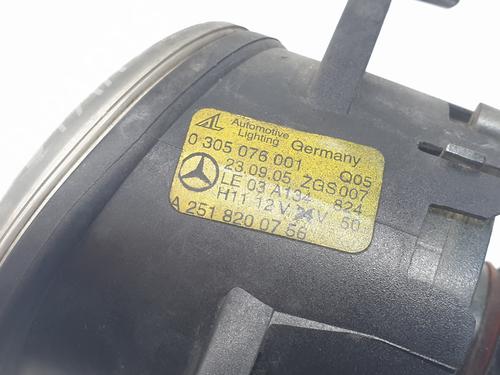 AL Automotive Lighting Germany
0 305 076 001 Q05
23.09.05 ZGS007
LE 03 A134 824
H11 12V 24V 50
A 251 820 07 56